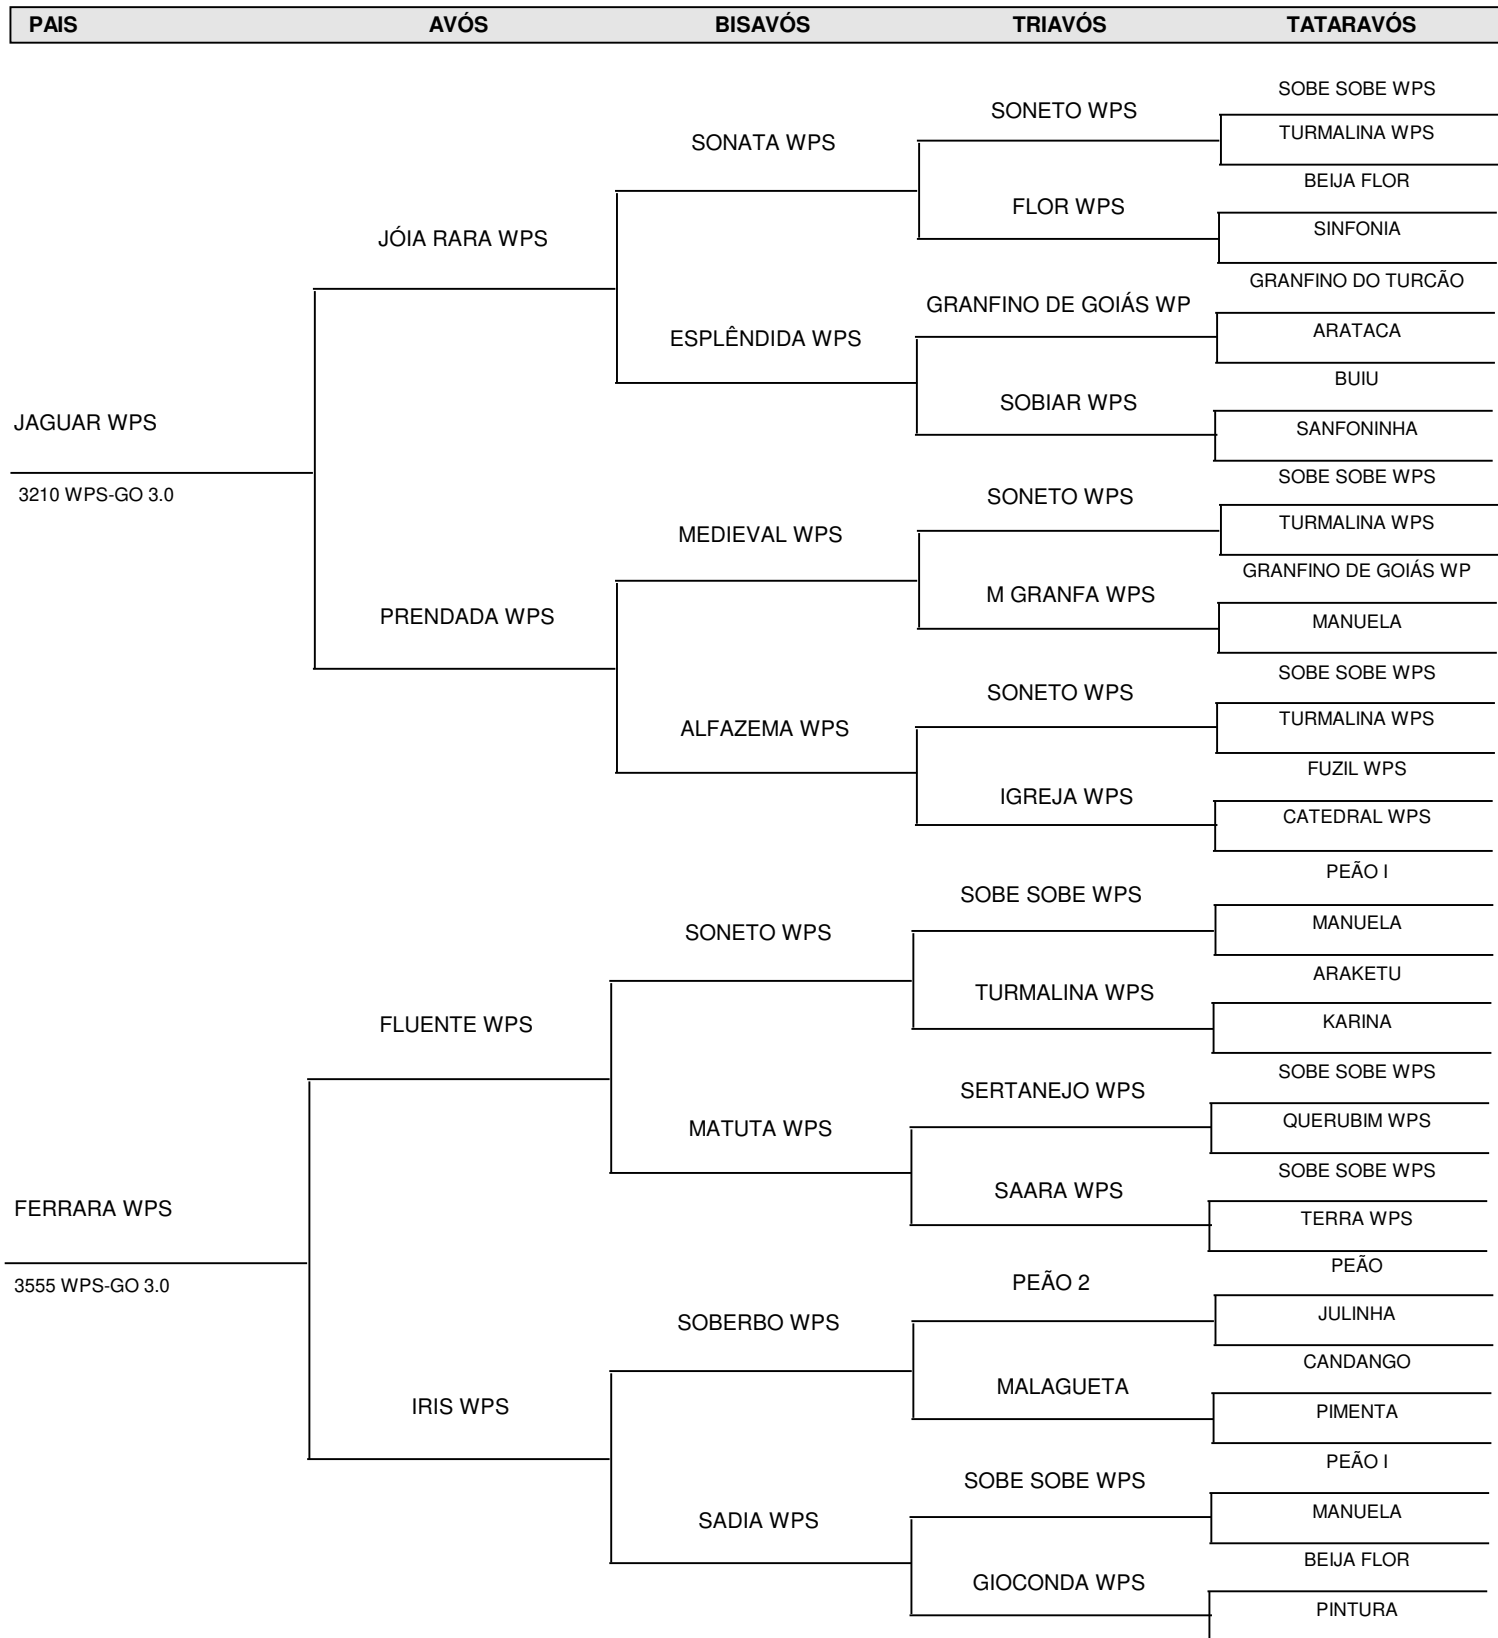 PAIS AVÓS BISAVÓS TRIAVÓS TATARAVÓS
SOBE SOBE WPS
SONETO WPS
TURMALINA WPS
SONATA WPS
BEIJA FLOR
FLOR WPS
SINFONIA
JÓIA RARA WPS
GRANFINO DO TURCÃO
GRANFINO DE GOIÁS WP
ARATACA
ESPLÊNDIDA WPS
BUIU
SOBIAR WPS
SANFONINHA
JAGUAR WPS
3210 WPS-GO 3.0
SOBE SOBE WPS
SONETO WPS
TURMALINA WPS
MEDIEVAL WPS
GRANFINO DE GOIÁS WP
M GRANFA WPS
MANUELA
PRENDADA WPS
SOBE SOBE WPS
SONETO WPS
TURMALINA WPS
ALFAZEMA WPS
FUZIL WPS
IGREJA WPS
CATEDRAL WPS
PEÃO I
SOBE SOBE WPS
MANUELA
SONETO WPS
ARAKETU
TURMALINA WPS
KARINA
FLUENTE WPS
SOBE SOBE WPS
SERTANEJO WPS
QUERUBIM WPS
MATUTA WPS
SOBE SOBE WPS
SAARA WPS
TERRA WPS
FERRARA WPS
3555 WPS-GO 3.0
PEÃO
PEÃO 2
JULINHA
SOBERBO WPS
CANDANGO
MALAGUETA
PIMENTA
IRIS WPS
PEÃO I
SOBE SOBE WPS
MANUELA
SADIA WPS
BEIJA FLOR
GIOCONDA WPS
PINTURA